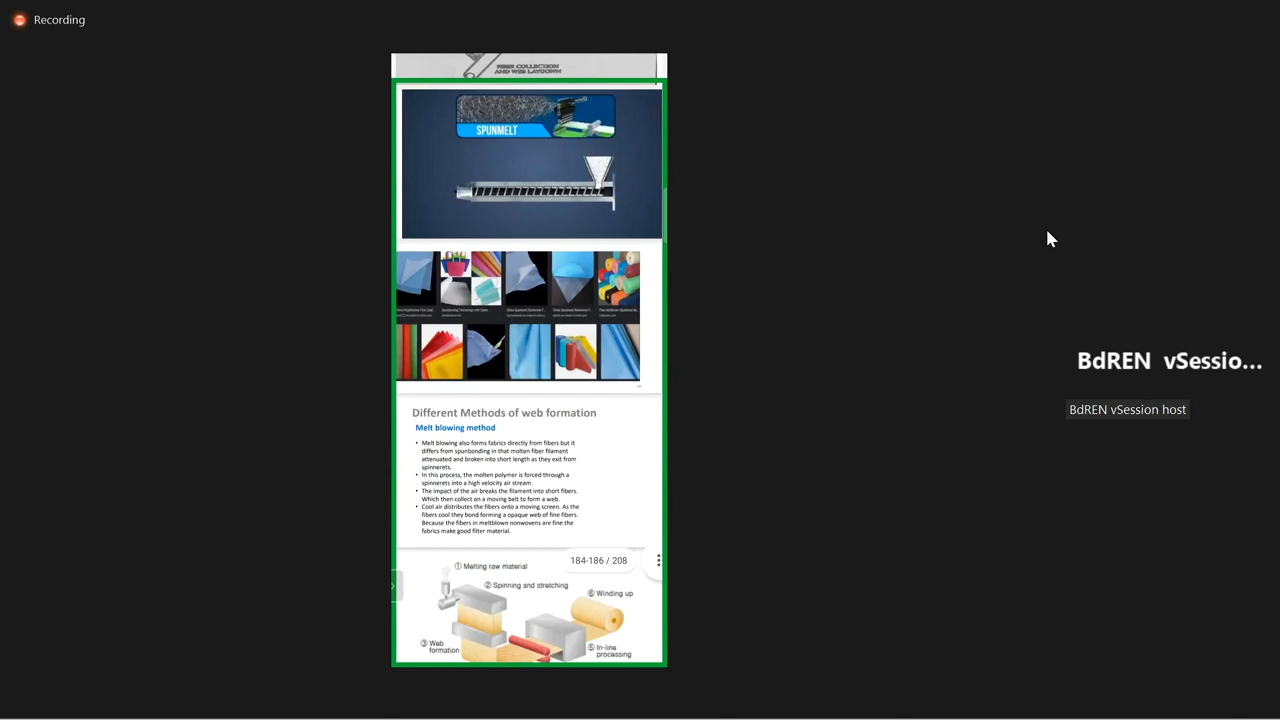 Recording
FIBER COLLECTION
AND WEB LAYDOWN
SPUNMELT
Different Methods of web formation
Melt blowing method
• Melt blowing also forms fabrics directly from fibers but it
differs from spunbonding in that molten fiber filament
attenuated and broken into short length as they exit from
spinnerets.
• In this process, the molten polymer is forced through a
spinnerets into a high velocity air stream.
• The impact of the air breaks the filament into short fibers.
Which then collect on a moving belt to form a web.
• Cool air distributes the fibers onto a moving screen. As the
fibers cool they bond forming a opaque web of fine fibers.
Because the fibers in meltblown nonwovens are fine the
fabrics make good filter material.
184-186 / 208
① Melting raw material
② Spinning and stretching
⑥ Winding up
③ Web
formation
⑤ In-line
processing
BdREN vSessio...
BdREN vSession host